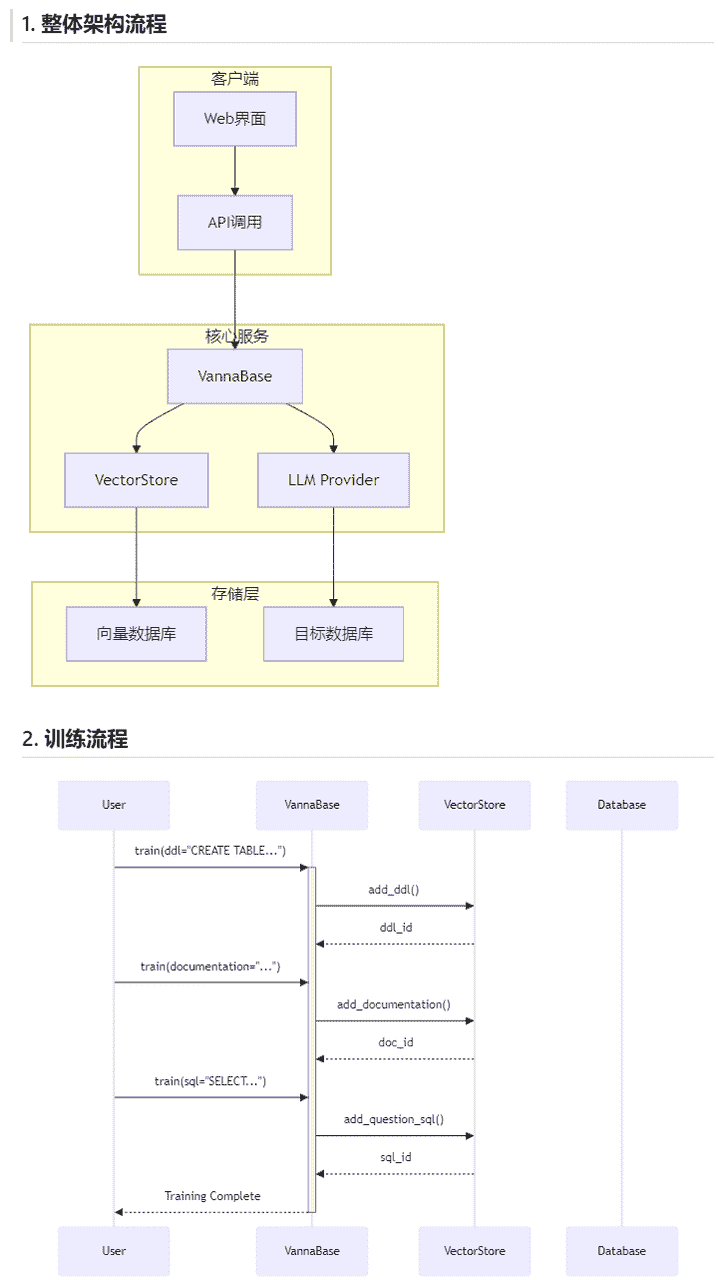 1. 整体架构流程
客户端
Web界面
API调用
核心服务
VannaBase
VectorStore
LLM Provider
存储层
向量数据库
目标数据库
2. 训练流程
User
VannaBase
VectorStore
Database
train(ddl="CREATE TABLE...")
add_ddl()
ddl_id
train(documentation="...")
add_documentation()
doc_id
train(sql="SELECT...")
add_question_sql()
sql_id
Training Complete
User
VannaBase
VectorStore
Database